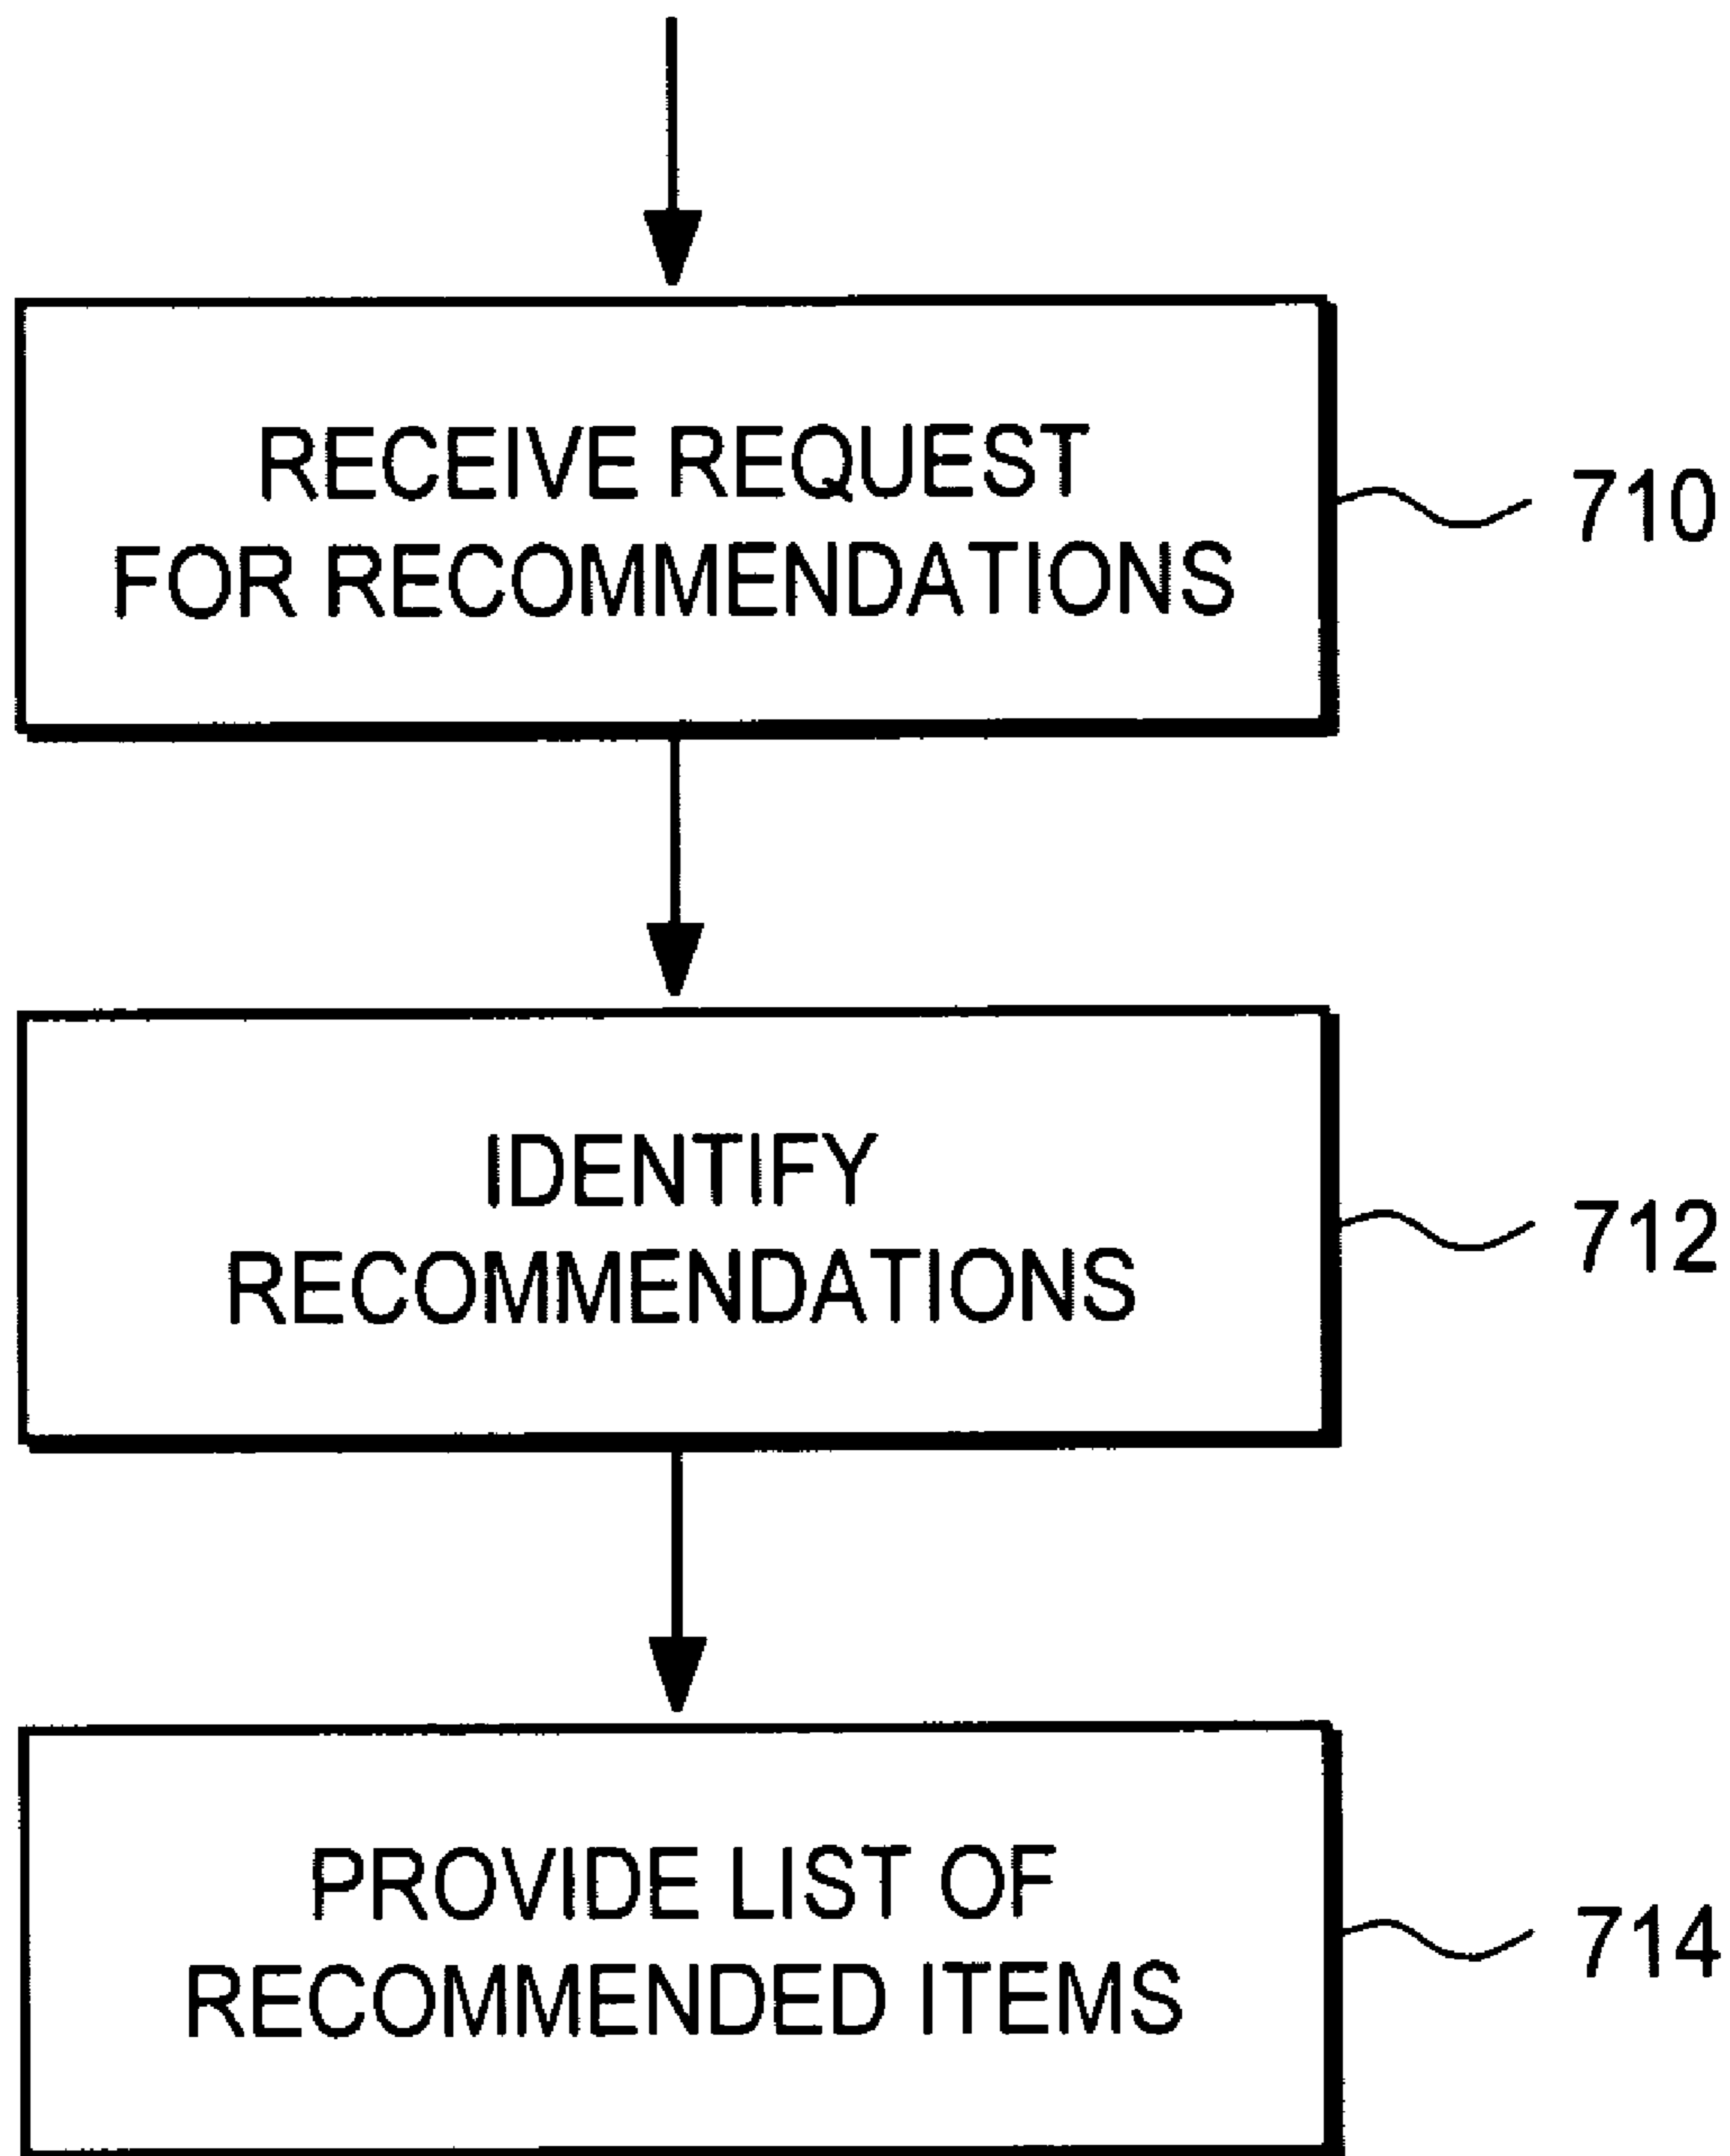 RECEIVE REQUEST
FOR RECOMMENDATIONS
710
IDENTIFY
RECOMMENDATIONS
712
PROVIDE LIST OF
RECOMMENDED ITEMS
714